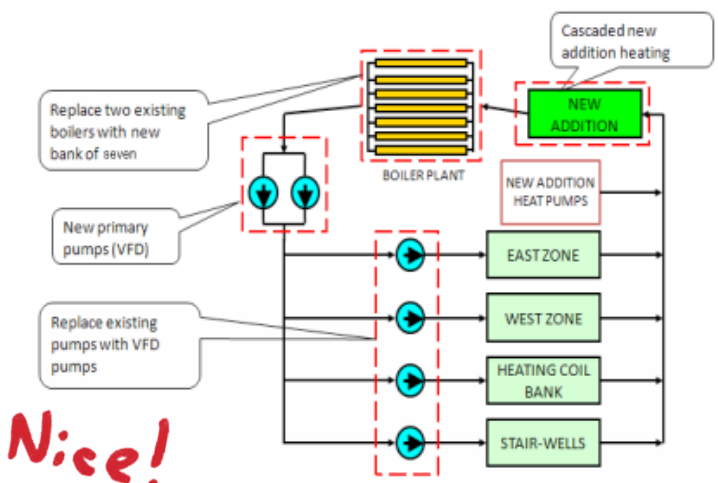 Cascaded new
addition heating
Replace two existing
boilers with new
bank of seven
NEW
ADDITION
BOILER PLANT
NEW ADDITION
HEAT PUMPS
New primary
pumps (VFD)
EAST ZONE
Replace existing
pumps with VFD
pumps
WEST ZONE
HEATING COIL
BANK
STAIR-WELLS
Nice!